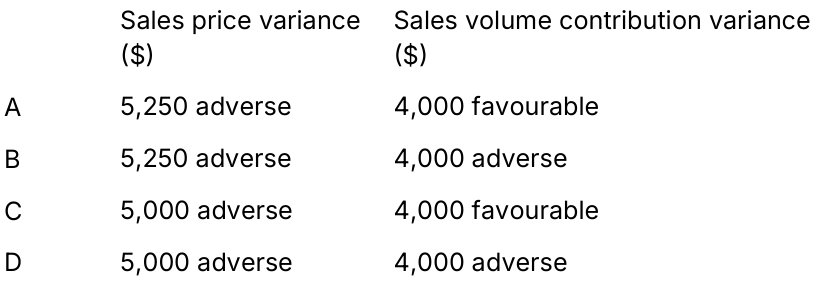 Sales price variance Sales volume contribution variance
($) ($)
A 5,250 adverse 4,000 favourable
B 5,250 adverse 4,000 adverse
C 5,000 adverse 4,000 favourable
D 5,000 adverse 4,000 adverse